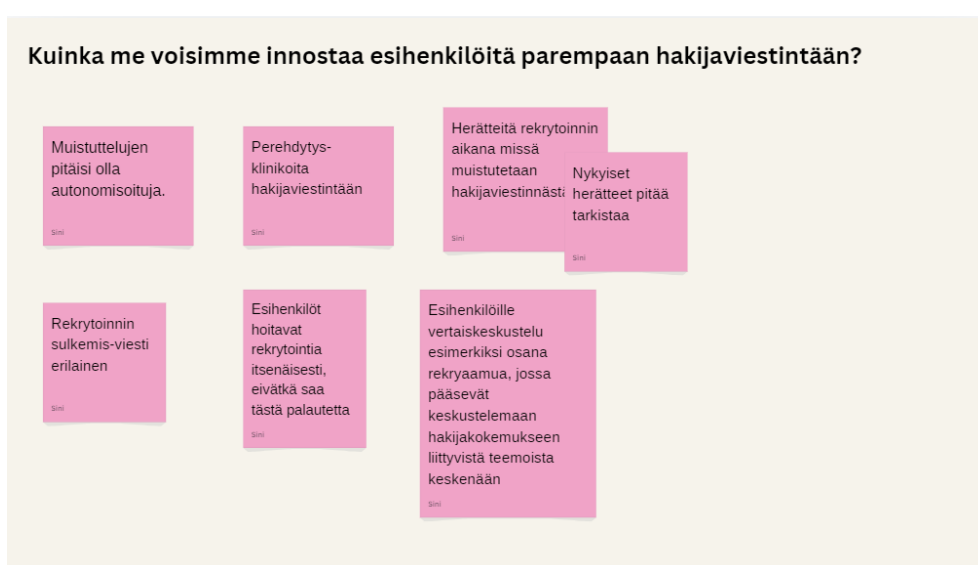 Kuinka me voisimme innostaa esihenkilöitä parempaan hakijaviestintään?
Muistuttelujen
pitäisi olla
autonomisoituja.
Sini
Perehdytys-
klinikoita
hakijaviestintään
Sini
Herätteitä rekrytoinnin
aikana missä
muistutetaan
hakijaviestinnästä
Sini
Nykyiset
herätteet pitää
tarkistaa
Sini
Rekrytoinnin
sulkemis-viesti
erilainen
Sini
Esihenkilöt
hoitavat
rekrytointia
itsenäisesti,
eivätkä saa
tästä palautetta
Sini
Esihenkilöille
vertaiskeskustelu
esimerkiksi osana
rekryaamua, jossa
pääsevät
keskustelemaan
hakijakokemukseen
liittyvistä teemoista
keskenään
Sini